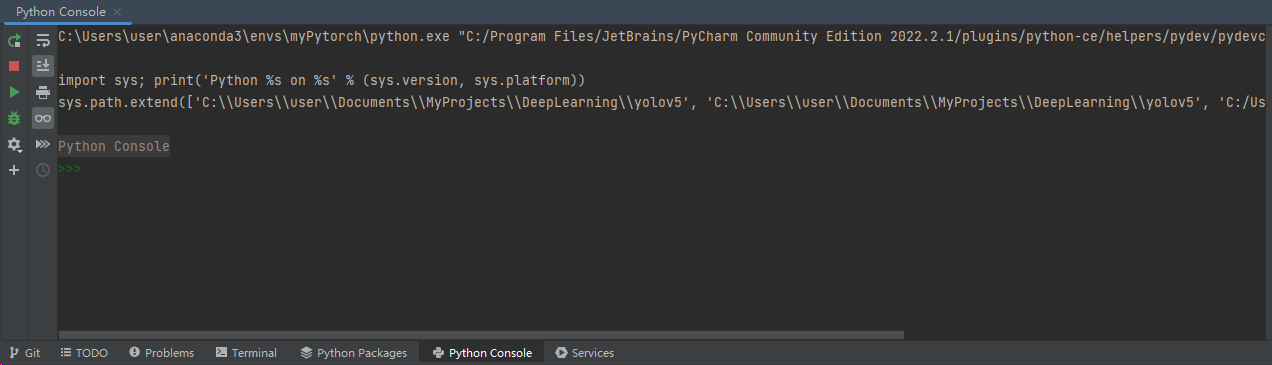 Python Console
C:\Users\user\anaconda3\envs\myPytorch\python.exe "C:/Program Files/JetBrains/PyCharm Community Edition 2022.2.1/plugins/python-ce/helpers/pydev/pydevc
import sys; print('Python %s on %s' % (sys.version, sys.platform))
sys.path.extend(['C:\\Users\\user\\Documents\\MyProjects\\DeepLearning\\yolov5', 'C:\\Users\\user\\Documents\\MyProjects\\DeepLearning\\yolov5', 'C:/Us
Python Console
>>>
Git TODO Problems Terminal Python Packages Python Console Services